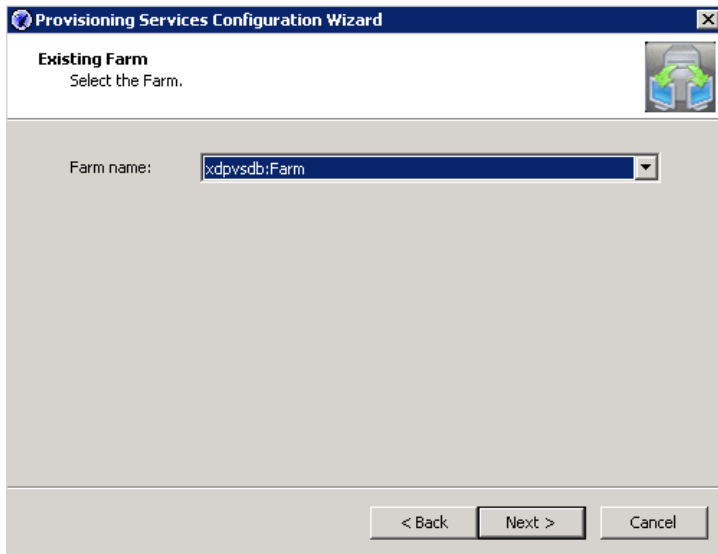 Provisioning Services Configuration Wizard
Existing Farm
Select the Farm.
Farm name: xdpvsdb:Farm
< Back Next > Cancel